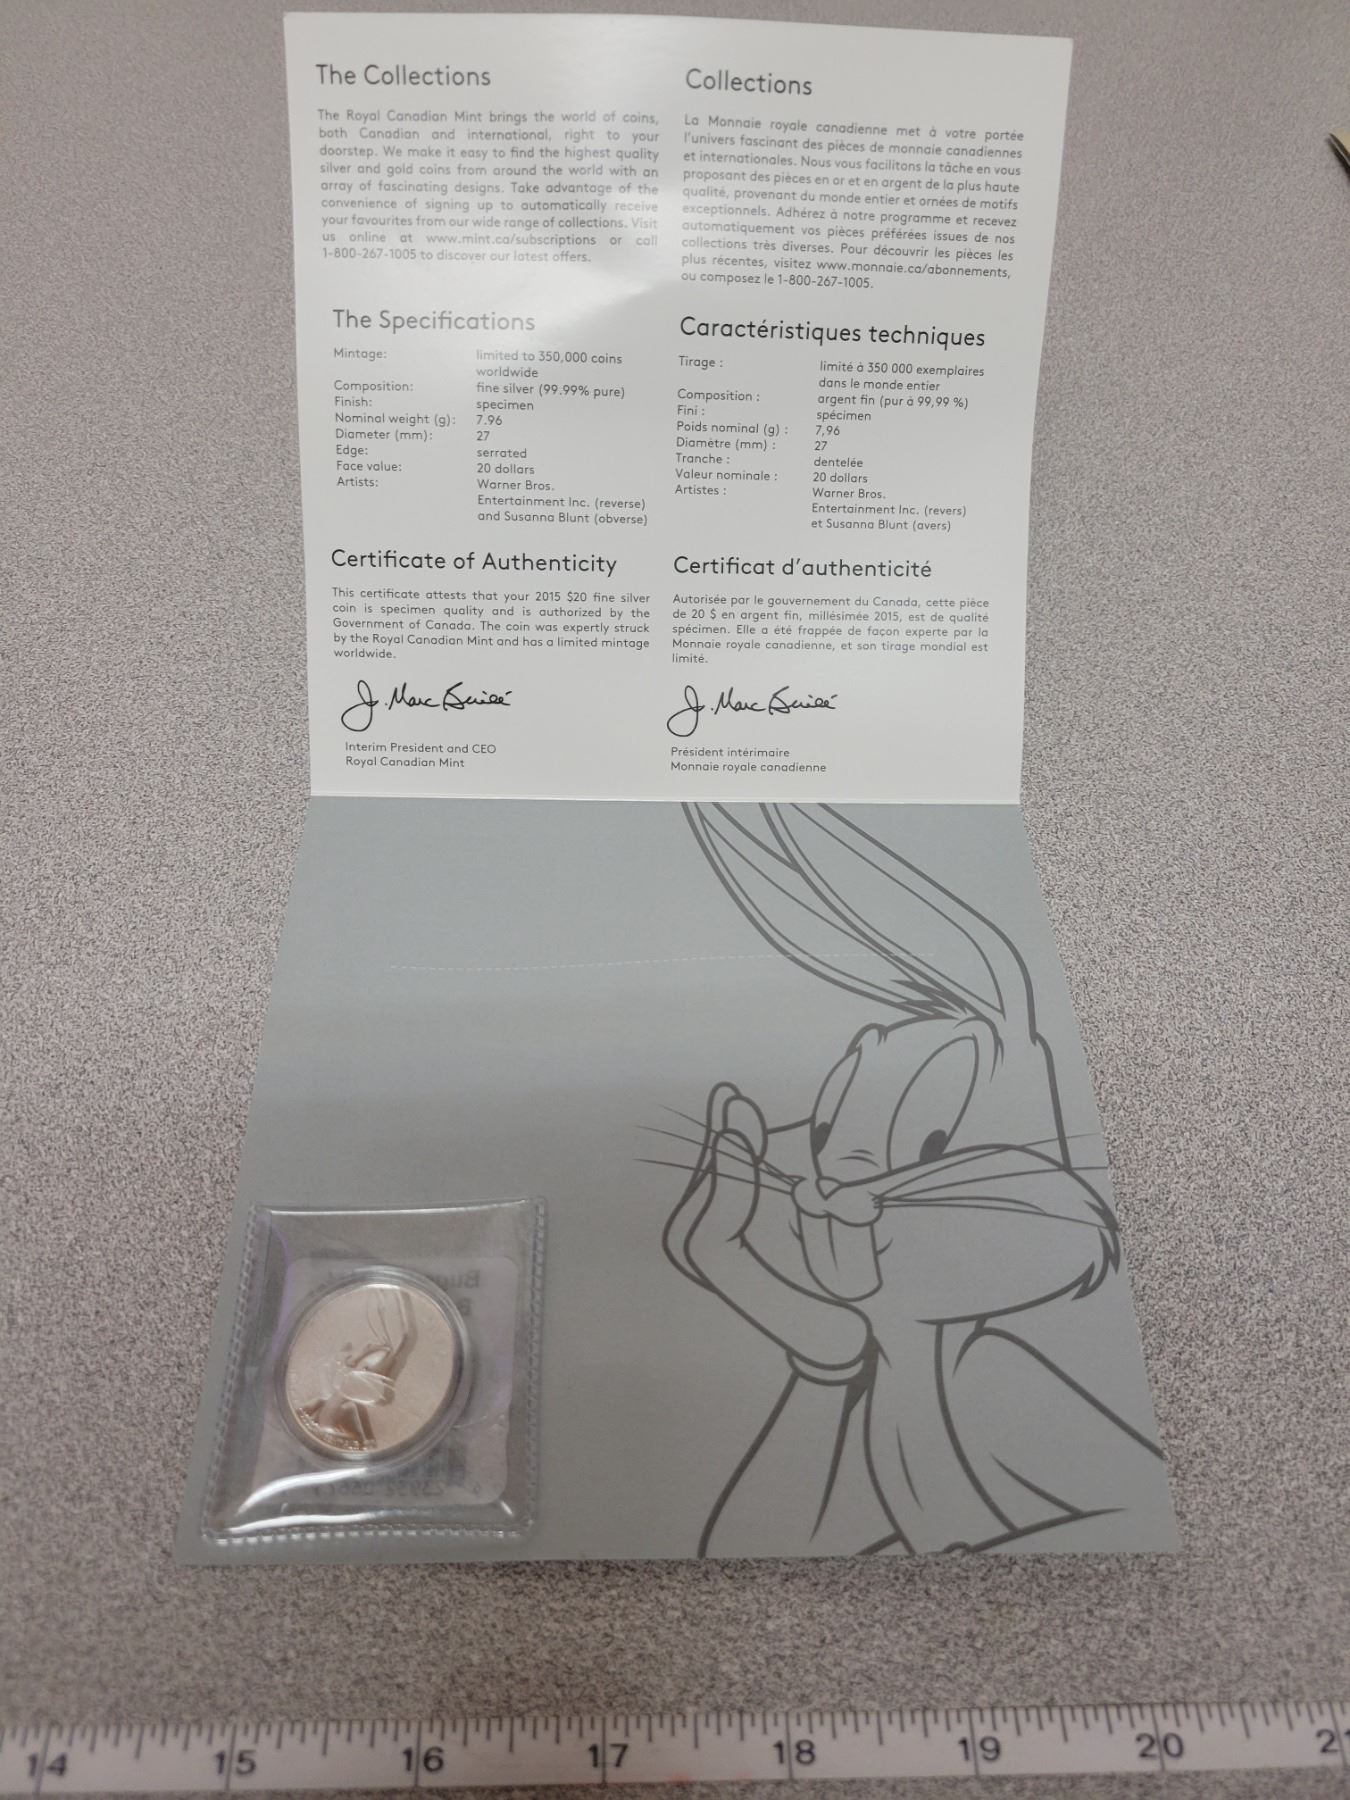 The Collections
The Royal Canadian Mint brings the world of coins,
both Canadian and international, right to your
doorstep. We make it easy to find the highest quality
silver and gold coins from around the world with an
array of fascinating designs. Take advantage of the
convenience of signing up to automatically receive
your favourites from our wide range of collections. Visit
us online at www.mint.ca/subscriptions or call
1-800-267-1005 to discover our latest offers.
The Specifications
Mintage: limited to 350,000 coins
worldwide
Composition: fine silver (99.99% pure)
Finish: specimen
Nominal weight (g): 7.96
Diameter (mm): 27
Edge: serrated
Face value: 20 dollars
Artists: Warner Bros.
Entertainment Inc. (reverse)
and Susanna Blunt (obverse)
Certificate of Authenticity
This certificate attests that your 2015 $20 fine silver
coin is specimen quality and is authorized by the
Government of Canada. The coin was expertly struck
by the Royal Canadian Mint and has a limited mintage
worldwide.
J. Marc Brûlé
Interim President and CEO
Royal Canadian Mint
Collections
La Monnaie royale canadienne met à votre portée
l'univers fascinant des pièces de monnaie canadiennes
et internationales. Nous vous facilitons la tâche en vous
proposant des pièces en or et en argent de la plus haute
qualité, provenant du monde entier et ornées de motifs
exceptionnels. Adhérez à notre programme et recevez
automatiquement vos pièces préférées issues de nos
collections très diverses. Pour découvrir les pièces les
plus récentes, visitez www.monnaie.ca/abonnements,
ou composez le 1-800-267-1005.
Caractéristiques techniques
Tirage : limité à 350 000 exemplaires
dans le monde entier
Composition : argent fin (pur à 99,99 %)
Fini : spécimen
Poids nominal (g) : 7,96
Diamètre (mm) : 27
Tranche : dentelée
Valeur nominale : 20 dollars
Artistes : Warner Bros.
Entertainment Inc. (revers)
et Susanna Blunt (avers)
Certificat d'authenticité
Autorisée par le gouvernement du Canada, cette pièce
de 20 $ en argent fin, millésimée 2015, est de qualité
spécimen. Elle a été frappée de façon experte par la
Monnaie royale canadienne, et son tirage mondial est
limité.
J. Marc Brûlé
Président intérimaire
Monnaie royale canadienne
14 15 16 17 18 19 20